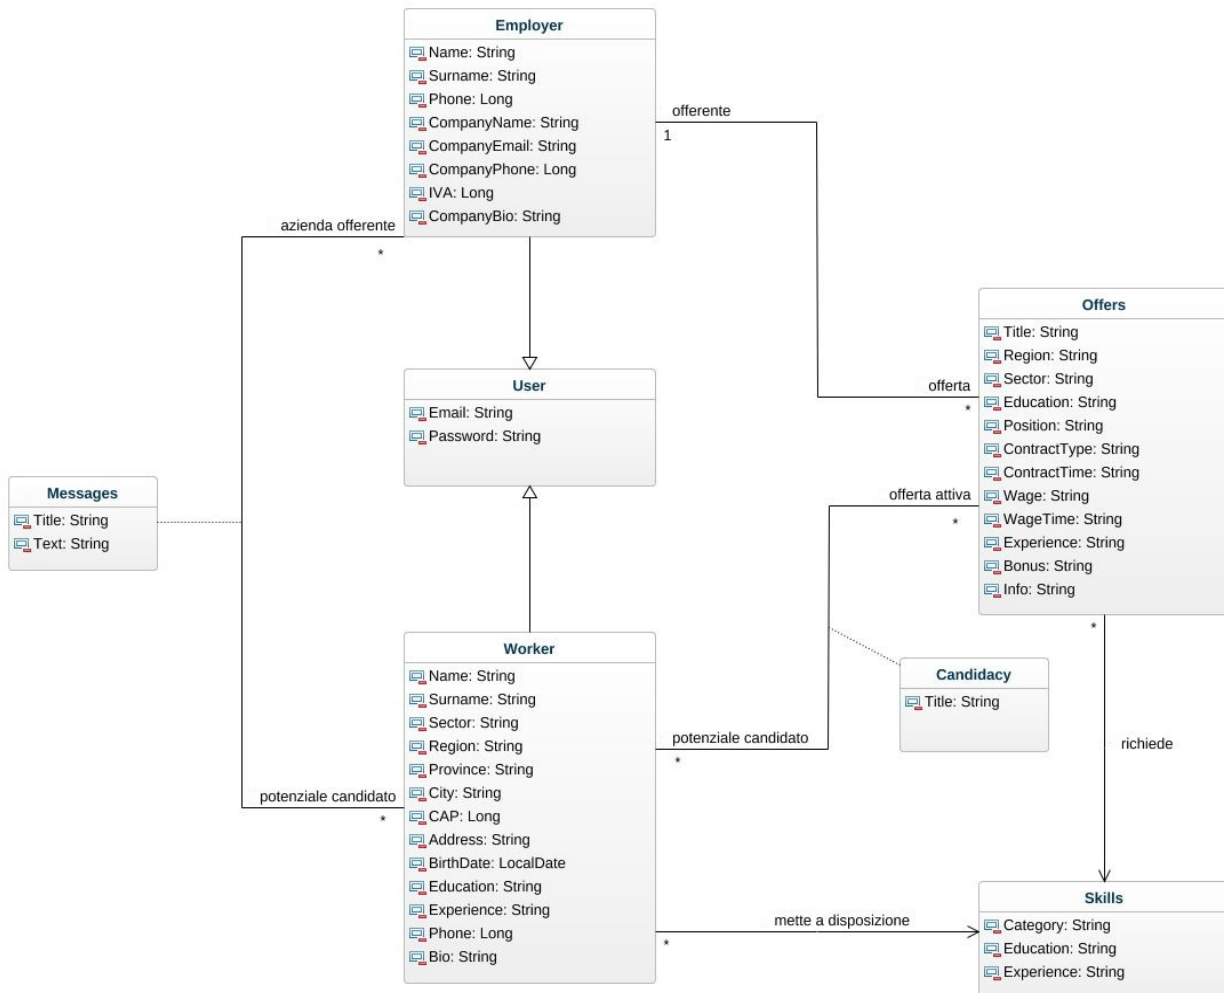 Employer
Name: String
Surname: String
Phone: Long
CompanyName: String
CompanyEmail: String
CompanyPhone: Long
IVA: Long
CompanyBio: String
offerente
1
azienda offerente
*
Offers
Title: String
Region: String
Sector: String
Education: String
Position: String
ContractType: String
ContractTime: String
Wage: String
WageTime: String
Experience: String
Bonus: String
Info: String
offerta
*
User
Email: String
Password: String
Messages
Title: String
Text: String
offerta attiva
*
*
Worker
Name: String
Surname: String
Sector: String
Region: String
Province: String
City: String
CAP: Long
Address: String
BirthDate: LocalDate
Education: String
Experience: String
Phone: Long
Bio: String
Candidacy
Title: String
potenziale candidato
*
richiede
potenziale candidato
*
mette a disposizione
*
Skills
Category: String
Education: String
Experience: String